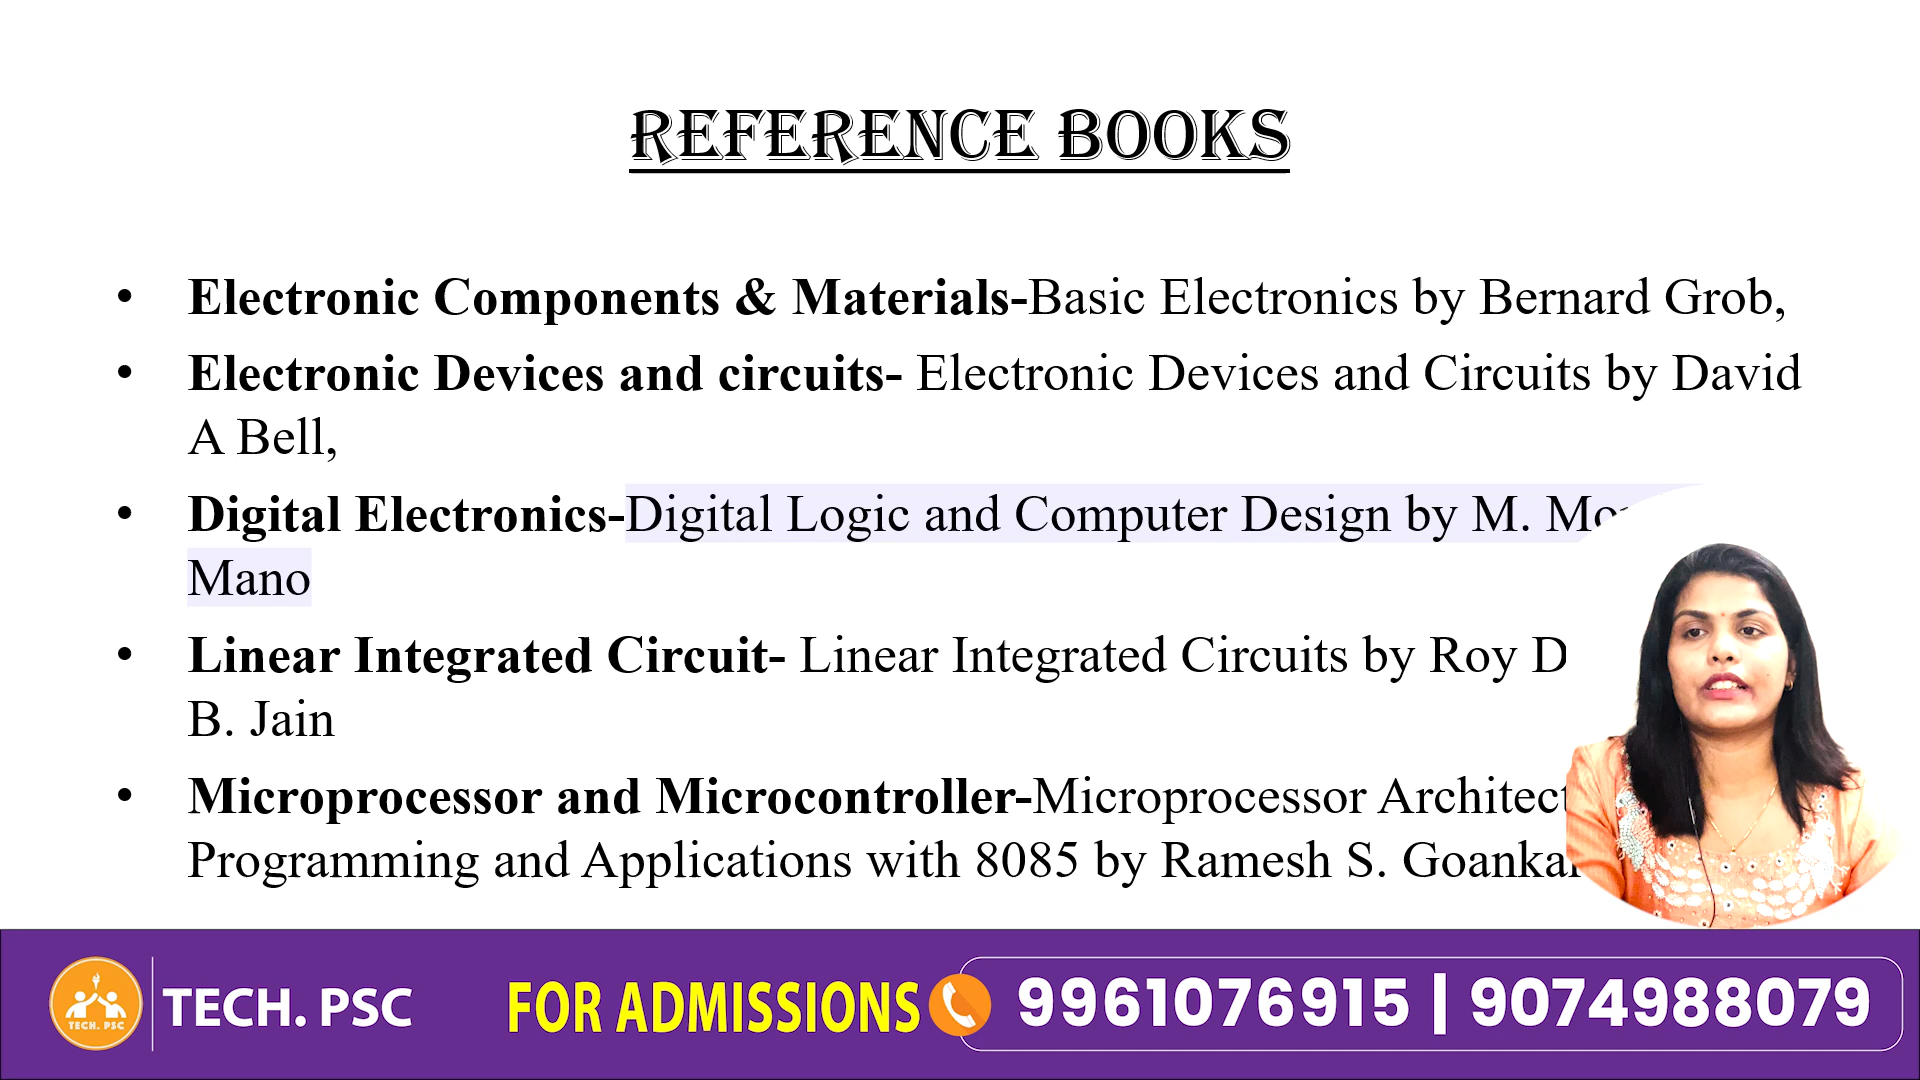 REFERENCE BOOKS
• Electronic Components & Materials-Basic Electronics by Bernard Grob,
• Electronic Devices and circuits- Electronic Devices and Circuits by David
A Bell,
• Digital Electronics-Digital Logic and Computer Design by M.
Mano
• Linear Integrated Circuit- Linear Integrated Circuits by Roy D
B. Jain
• Microprocessor and Microcontroller-Microprocessor
Programming and Applications with 8085 by Ramesh S.
TECH. PSC
TECH. PSC FOR ADMISSIONS 9961076915 | 9074988079